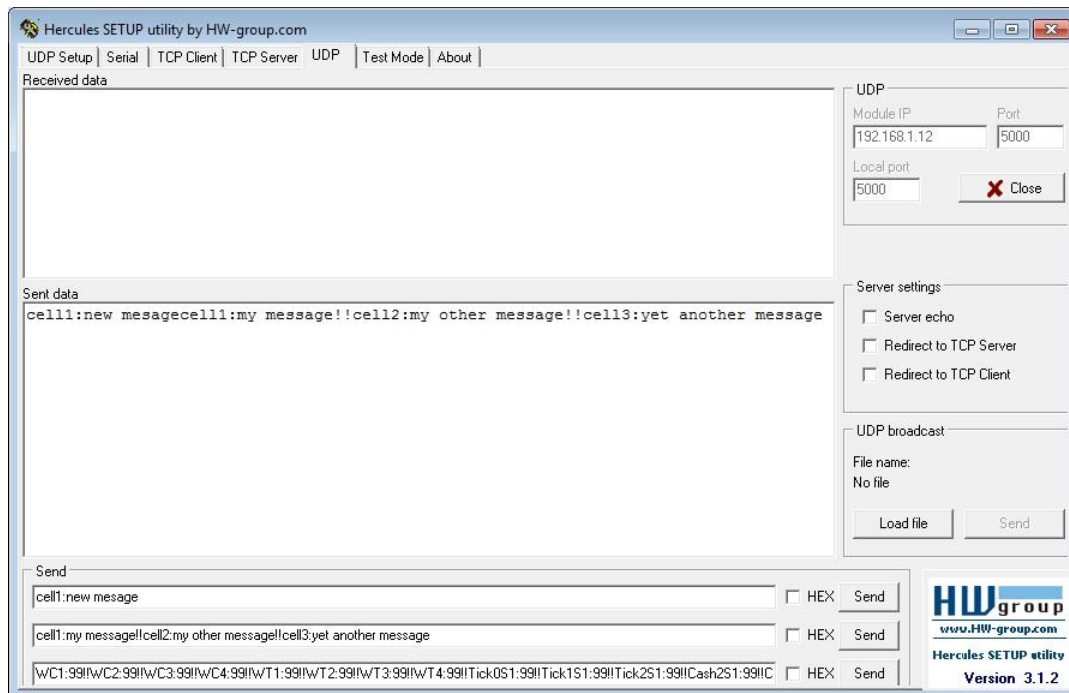 Hercules SETUP utility by HW-group.com
UDP Setup Serial TCP Client TCP Server UDP Test Mode About
Received data
UDP
Module IP Port
192.168.1.12 5000
Local port
5000 Close
Sent data
cell1:new mesagecell1:my message!!cell2:my other message!!cell3:yet another message
Server settings
Server echo
Redirect to TCP Server
Redirect to TCP Client
UDP broadcast
File name:
No file
Load file Send
Send
cell1:new mesage HEX Send
cell1:my message!!cell2:my other message!!cell3:yet another message HEX Send
WC1:99!!WC2:99!!WC3:99!!WC4:99!!WT1:99!!WT2:99!!WT3:99!!WT4:99!!Tick0S1:99!!Tick1S1:99!!Tick2S1:99!!Cash2S1:99!!C HEX Send
HW group
www.HW-group.com
Hercules SETUP utility
Version 3.1.2